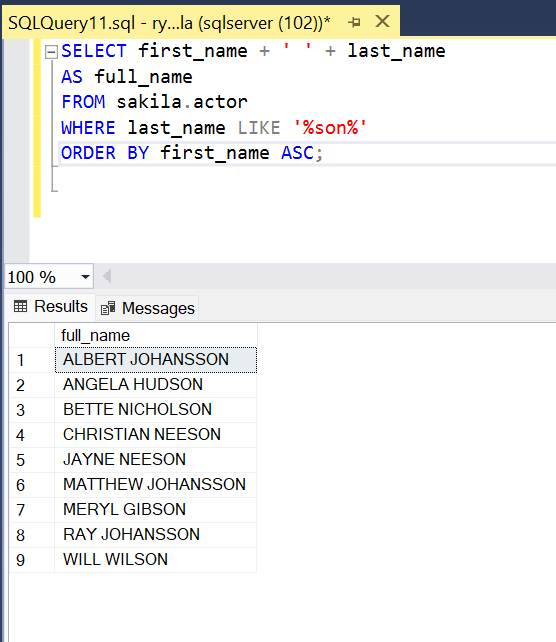 SQLQuery11.sql - ry...la (sqlserver (102))*
SELECT first_name + ' ' + last_name
AS full_name
FROM sakila.actor
WHERE last_name LIKE '%son%'
ORDER BY first_name ASC;
100 %
Results Messages
full_name
1 ALBERT JOHANSSON
2 ANGELA HUDSON
3 BETTE NICHOLSON
4 CHRISTIAN NEESON
5 JAYNE NEESON
6 MATTHEW JOHANSSON
7 MERYL GIBSON
8 RAY JOHANSSON
9 WILL WILSON